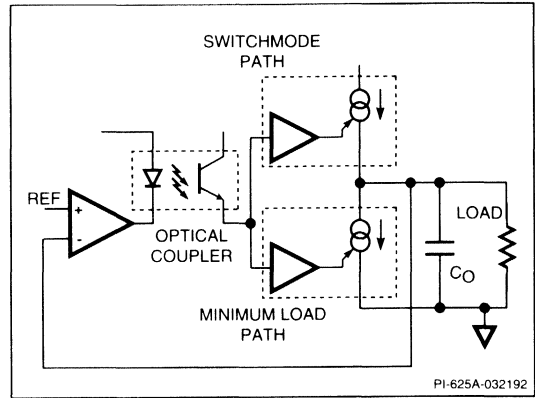 SWITCHMODE
PATH
REF
+
-
OPTICAL
COUPLER
LOAD
CO
MINIMUM LOAD
PATH
PI-625A-032192